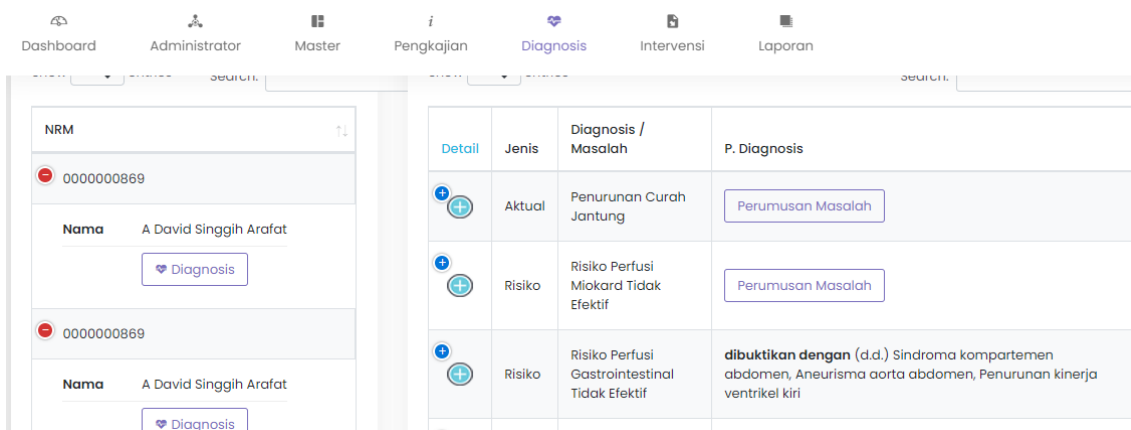 Dashboard
Administrator
Master
Pengkajian
Diagnosis
Intervensi
Laporan
Search:
NRM
0000000869
Nama A David Singgih Arafat
Diagnosis
0000000869
Nama A David Singgih Arafat
Diagnosis
Search:
Detail
Jenis
Diagnosis /
Masalah
P. Diagnosis
Aktual
Penurunan Curah
Jantung
Perumusan Masalah
Risiko
Risiko Perfusi
Miokard Tidak
Efektif
Perumusan Masalah
Risiko
Risiko Perfusi
Gastrointestinal
Tidak Efektif
dibuktikan dengan (d.d.) Sindroma kompartemen
abdomen, Aneurisma aorta abdomen, Penurunan kinerja
ventrikel kiri